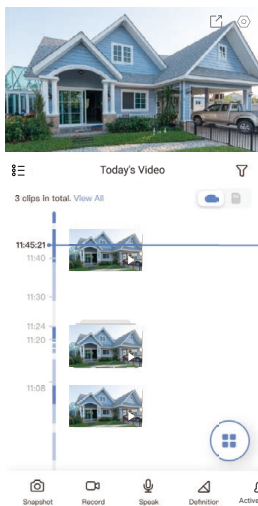 Today's Video
3 clips in total. View All
11:45:21
11:40
11:30
11:24
11:20
11:08
Snapshot
Record
Speak
Definition
Active